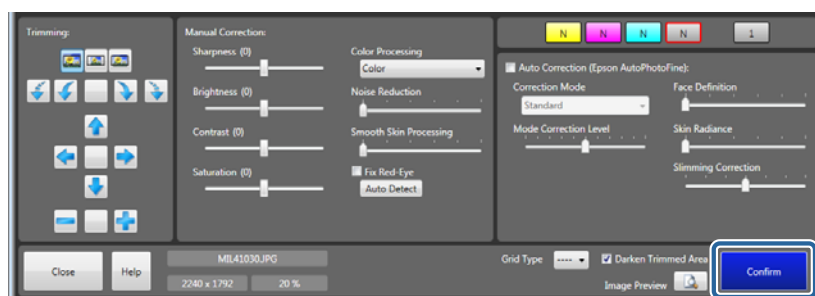 Trimming:
Manual Correction:
Sharpness (0)
Brightness (0)
Contrast (0)
Saturation (0)
Color Processing
Color
Noise Reduction
Smooth Skin Processing
Fix Red-Eye
Auto Detect
N N N N 1
Auto Correction (Epson AutoPhotoFine):
Correction Mode
Standard
Mode Correction Level
Face Definition
Skin Radiance
Slimming Correction
Close
Help
MIL41030.JPG
2240 x 1792 20 %
Grid Type ---- Darken Trimmed Area
Image Preview
Confirm